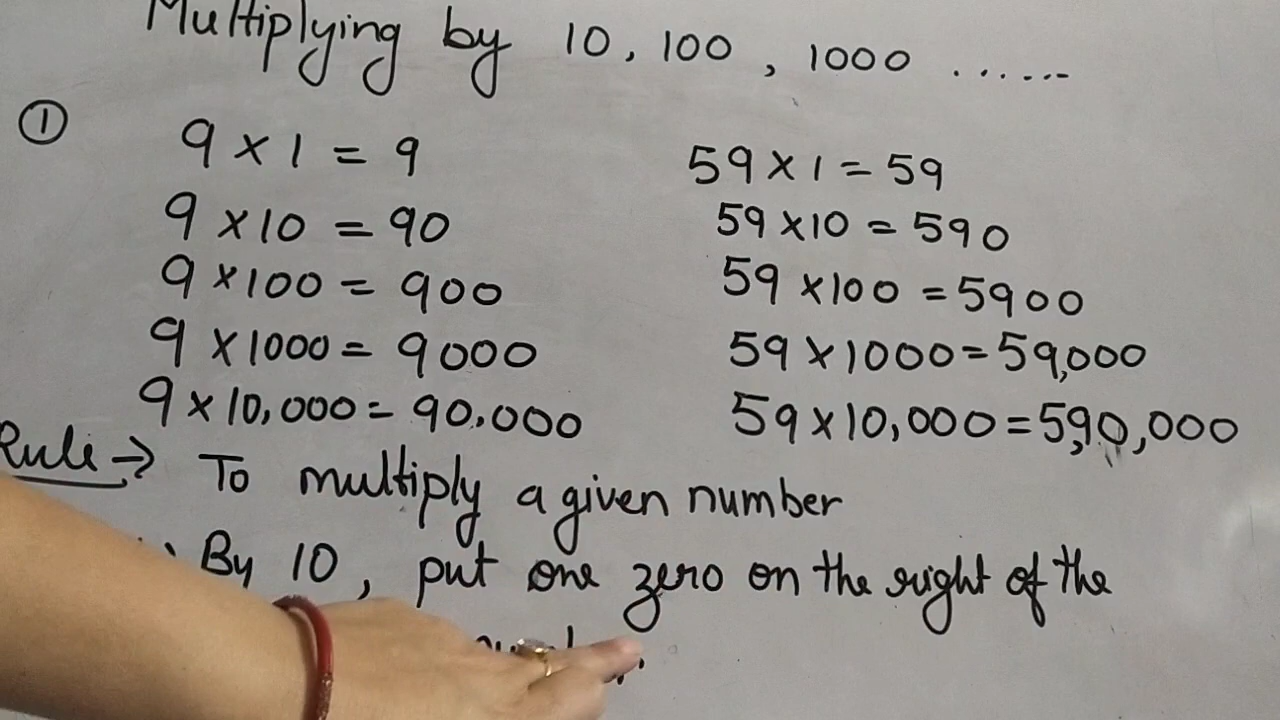 Multiplying by 10, 100, 1000 ......
①
9 × 1 = 9
9 × 10 = 90
9 × 100 = 900
9 × 1000 = 9000
9 × 10,000 = 90,000
59 × 1 = 59
59 × 10 = 590
59 × 100 = 5900
59 × 1000 = 59,000
59 × 10,000 = 5,90,000
Rule → To multiply a given number
By 10, put one zero on the right of the